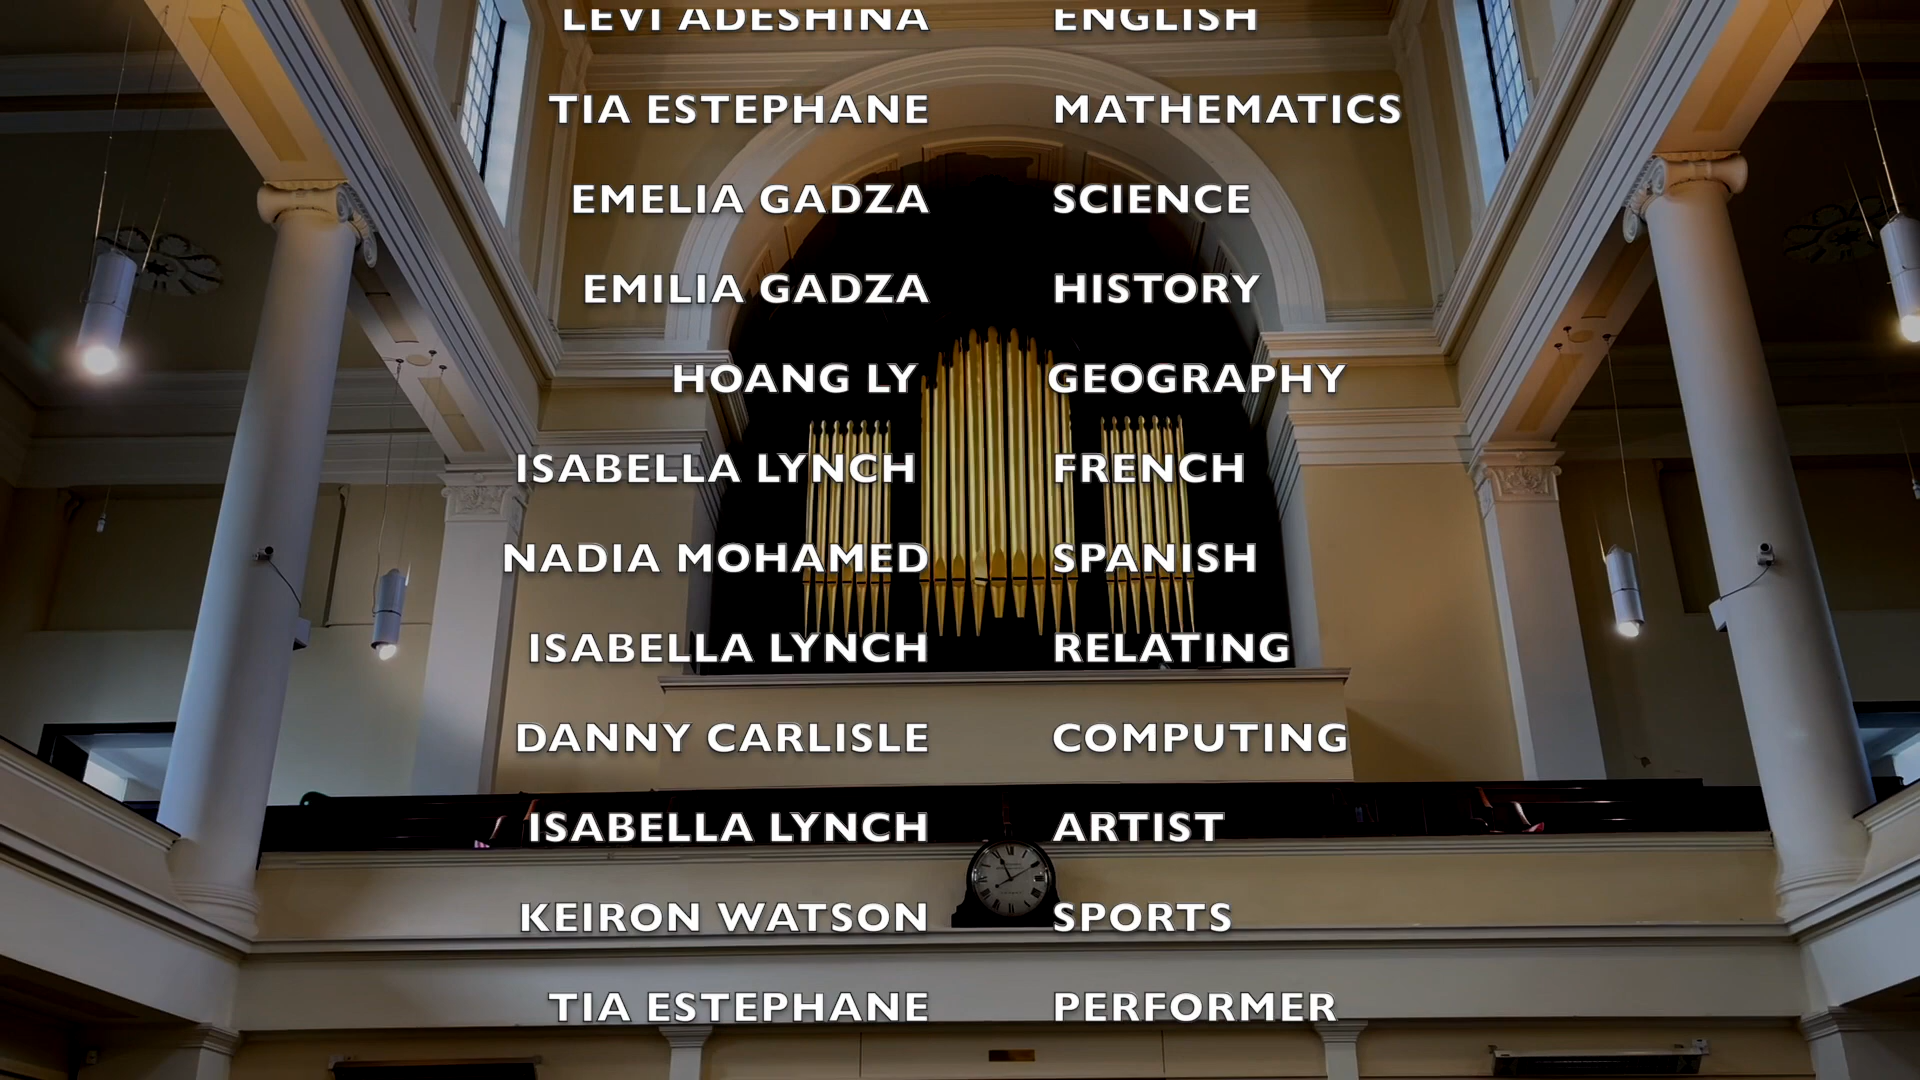 LEVI ADESHINA ENGLISH
TIA ESTEPHANE MATHEMATICS
EMELIA GADZA SCIENCE
EMILIA GADZA HISTORY
HOANG LY GEOGRAPHY
ISABELLA LYNCH FRENCH
NADIA MOHAMED SPANISH
ISABELLA LYNCH RELATING
DANNY CARLISLE COMPUTING
ISABELLA LYNCH ARTIST
KEIRON WATSON SPORTS
TIA ESTEPHANE PERFORMER